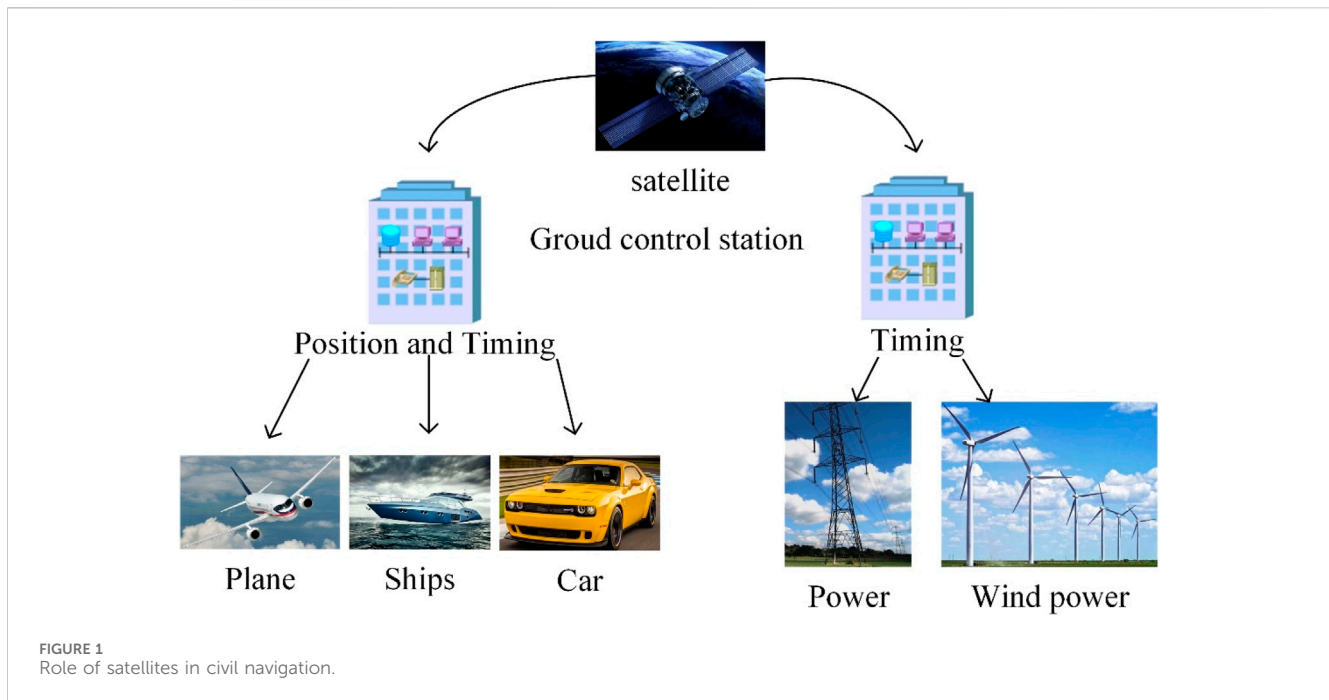 satellite
Groud control station
Position and Timing
Timing
Plane
Ships
Car
Power
Wind power
FIGURE 1
Role of satellites in civil navigation.